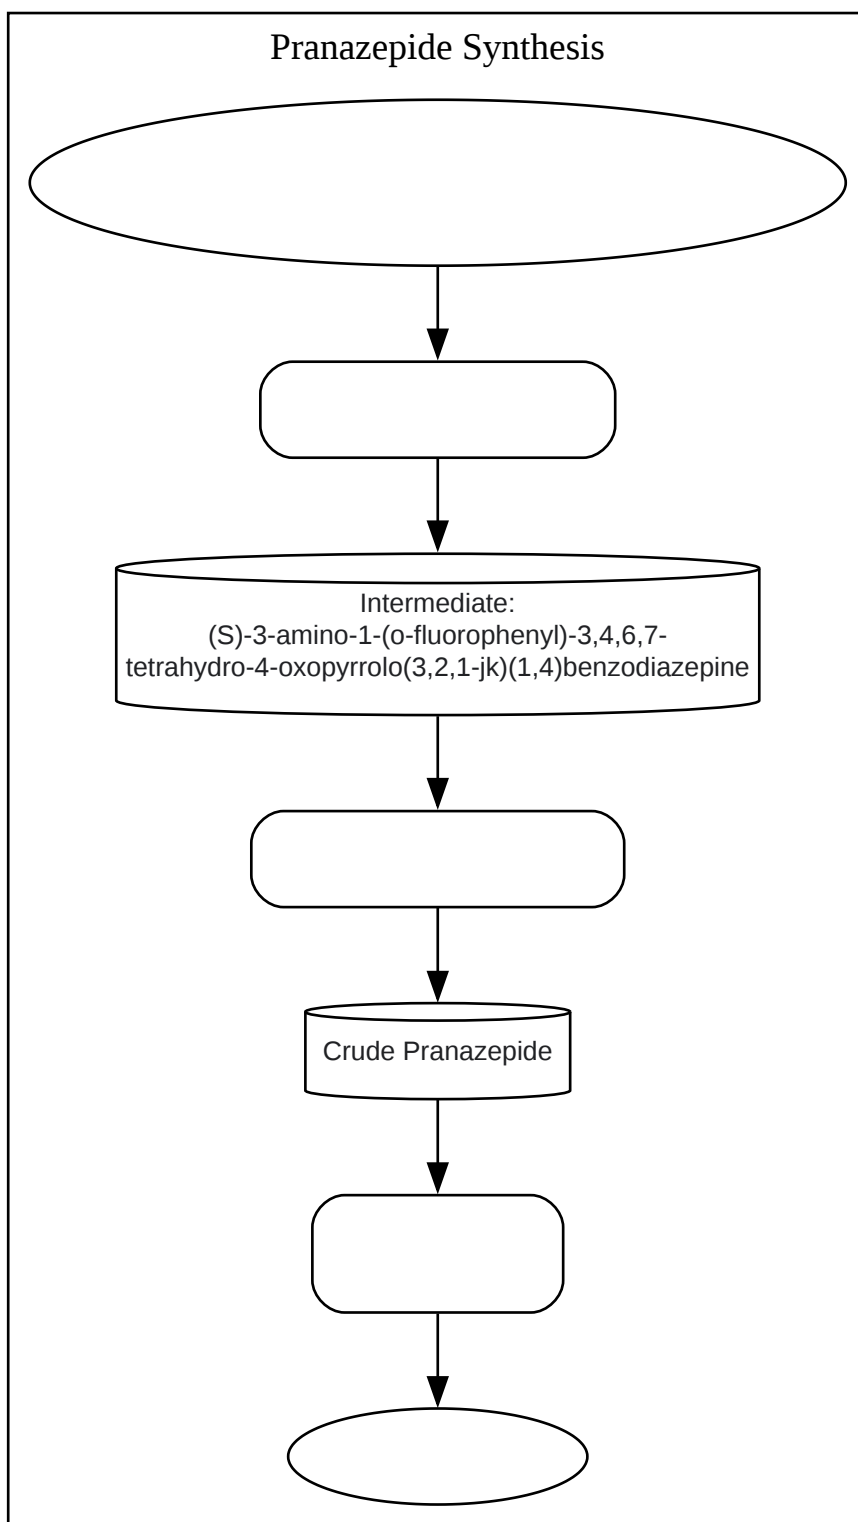 Pranazepide Synthesis
Intermediate:
(S)-3-amino-1-(o-fluorophenyl)-3,4,6,7-
tetrahydro-4-oxopyrrolo(3,2,1-jk)(1,4)benzodiazepine
Crude Pranazepide